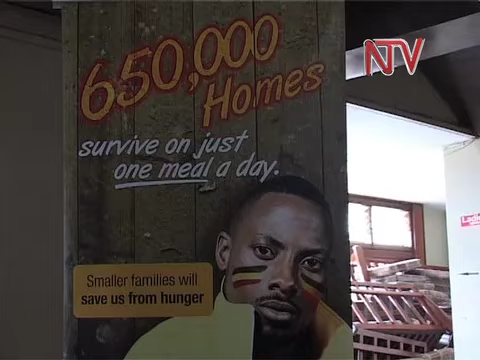 NTV
650,000
Homes
survive on just
one meal a day.
Smaller families will
save us from hunger